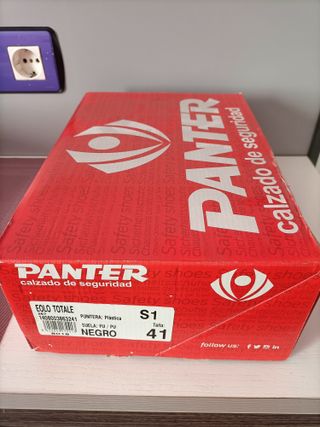 PANTER
calzado de seguridad
Safety shoes
PANTER
calzado de seguridad
EOLO TOTALE
PUNTERA: Plástica
S1
SUELA: PU / PU
Talla:
NEGRO
41
follow us: